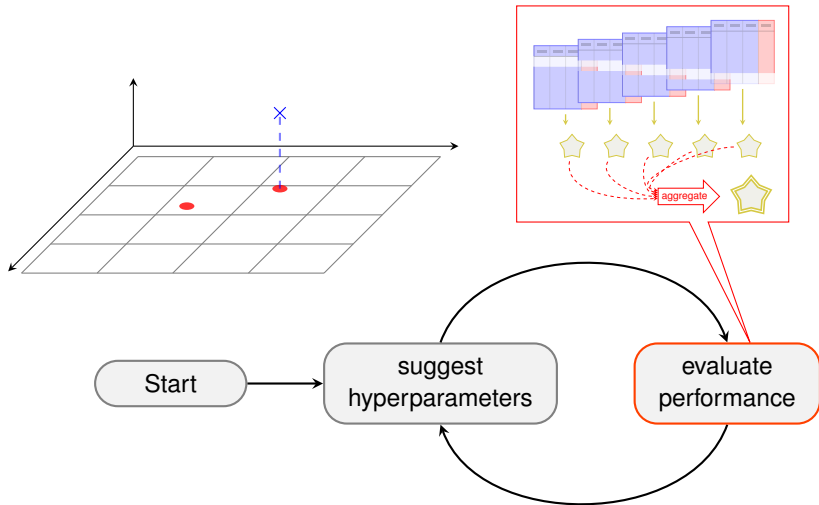 aggregate
Start
suggest
hyperparameters
evaluate
performance